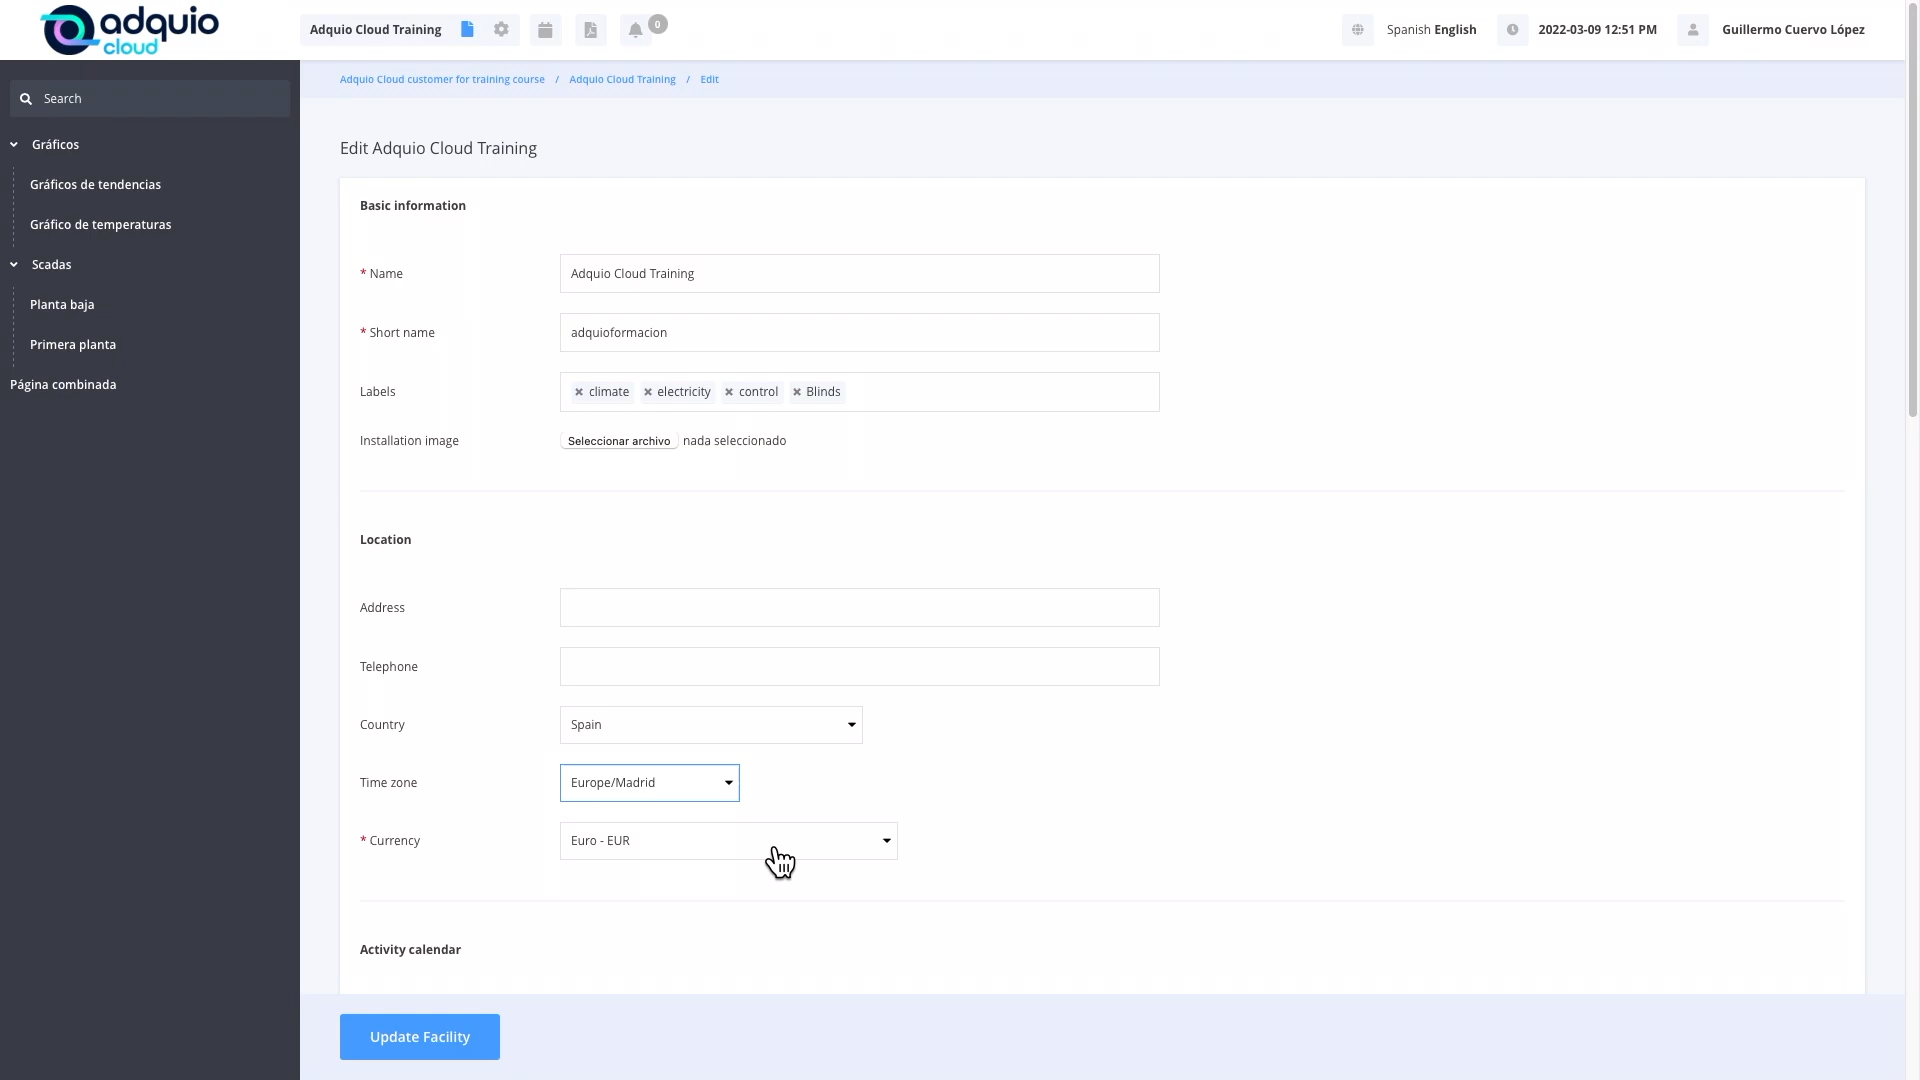 adquio
cloud
Adquio Cloud Training
0
Spanish English
2022-03-09 12:51 PM
Guillermo Cuervo López
Search
Gráficos
Gráficos de tendencias
Gráfico de temperaturas
Scadas
Planta baja
Primera planta
Página combinada
Adquio Cloud customer for training course / Adquio Cloud Training / Edit
Edit Adquio Cloud Training
Basic information
* Name
Adquio Cloud Training
* Short name
adquioformacion
Labels
× climate × electricity × control × Blinds
Installation image
Seleccionar archivo nada seleccionado
Location
Address
Telephone
Country
Spain
Time zone
Europe/Madrid
* Currency
Euro - EUR
Activity calendar
Update Facility